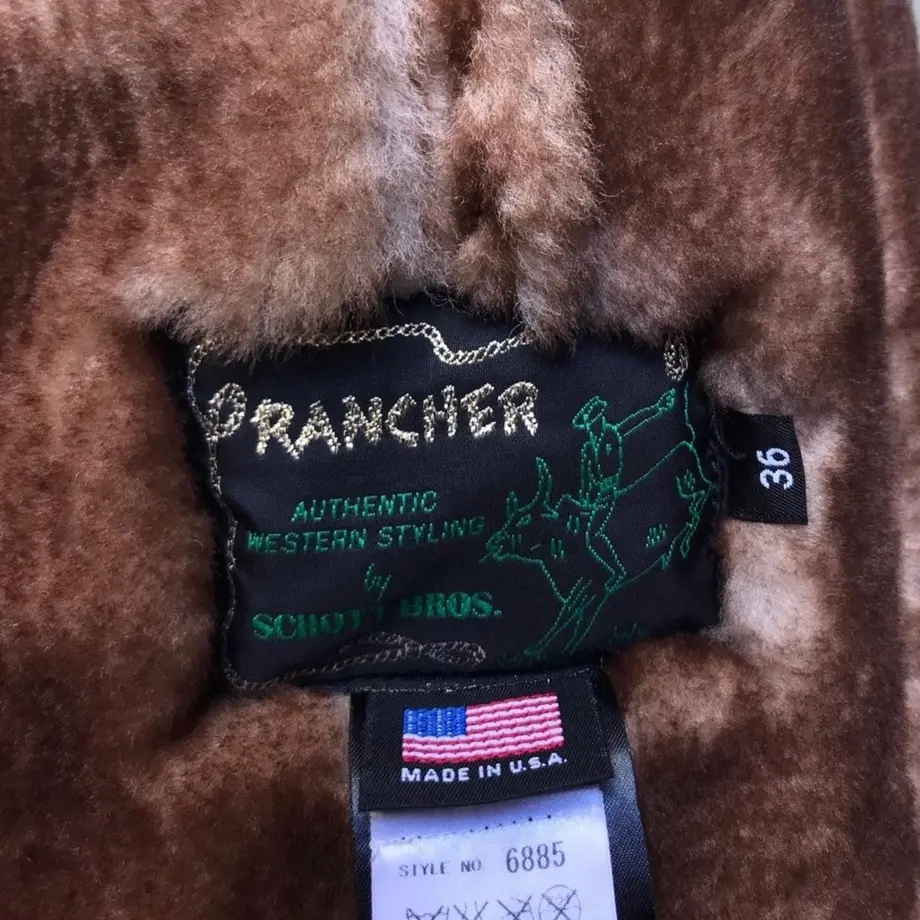 RANCHER
AUTHENTIC
WESTERN STYLING
by
SCHOTT BROS.
36
MADE IN U.S.A.
STYLE NO 6885